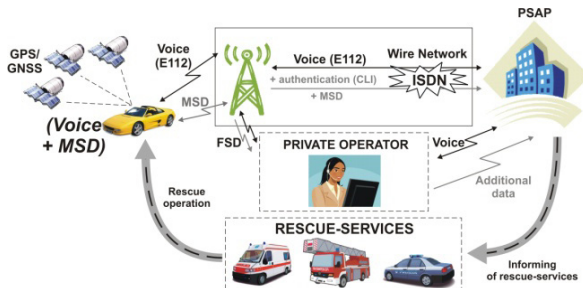 PSAP
GPS/
GNSS
Voice
(E112)
Voice (E112)
Wire Network
+ authentication (CLI)
ISDN
+ MSD
MSD
(Voice
+ MSD)
FSD
PRIVATE OPERATOR
Voice
Additional
data
Rescue
operation
RESCUE-SERVICES
Informing
of rescue-services